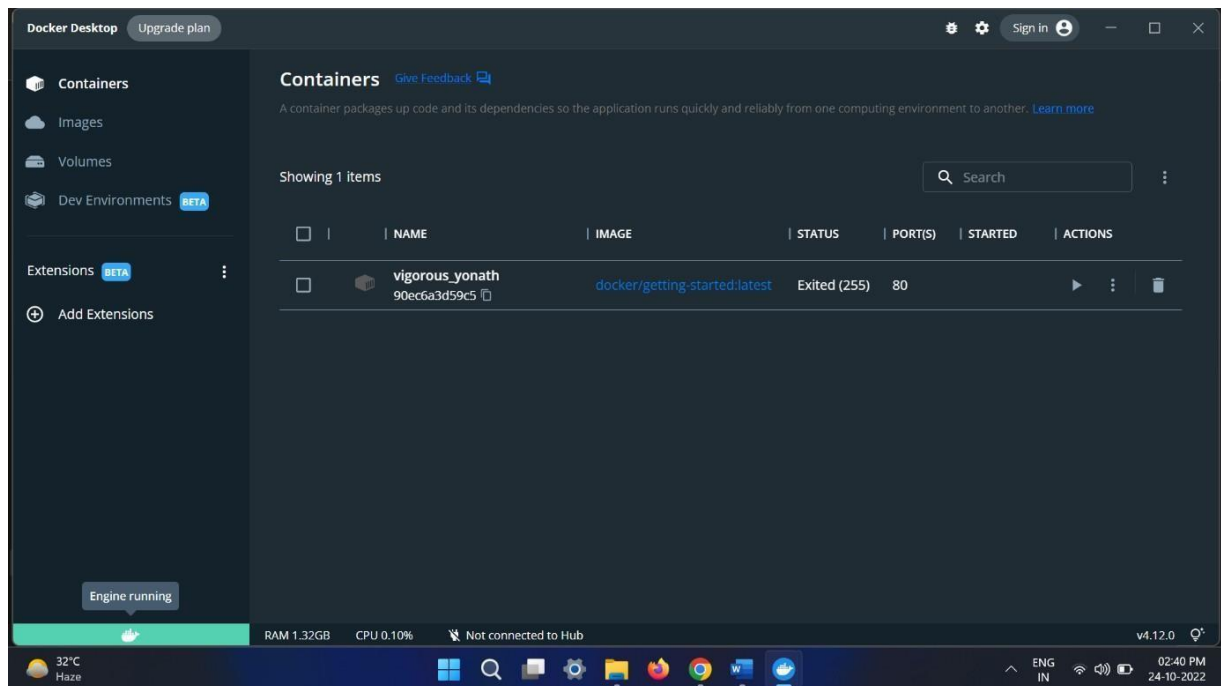 Docker Desktop Upgrade plan Sign in
Containers
Images
Volumes
Dev Environments BETA
Extensions BETA
Add Extensions
Containers Give Feedback
A container packages up code and its dependencies so the application runs quickly and reliably from one computing environment to another. Learn more
Showing 1 items Search
NAME IMAGE STATUS PORT(S) STARTED ACTIONS
vigorous_yonath docker/getting-started:latest Exited (255) 80
90ec6a3d59c5
Engine running
RAM 1.32GB CPU 0.10% Not connected to Hub v4.12.0
32°C
Haze
W
ENG
IN
02:40 PM
24-10-2022